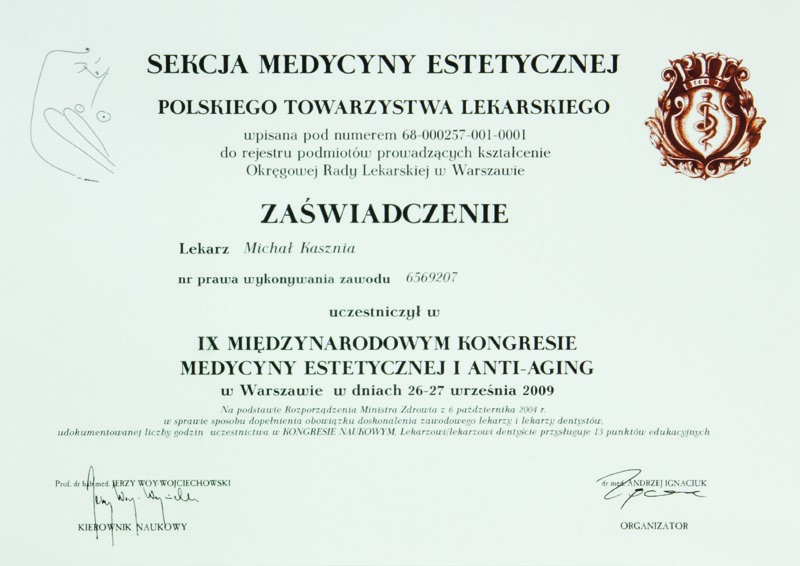 SEKCJA MEDYCYNY ESTETYCZNEJ
POLSKIEGO TOWARZYSTWA LEKARSKIEGO
wpisana pod numerem 68-000257-001-0001
do rejestru podmiotów prowadzących kształcenie
Okręgowej Rady Lekarskiej w Warszawie
PTL
ZAŚWIADCZENIE
Lekarz Michał Kasznia
nr prawa wykonywania zawodu 6569207
uczestniczył w
IX MIĘDZYNARODOWYM KONGRESIE
MEDYCYNY ESTETYCZNEJ I ANTI-AGING
w Warszawie w dniach 26-27 września 2009
Na podstawie Rozporządzenia Ministra Zdrowia z 6 października 2004 r.
w sprawie sposobu dopełnienia obowiązku doskonalenia zawodowego lekarzy i lekarzy dentystów,
udokumentowanej liczby godzin uczestnictwa w KONGRESIE NAUKOWYM, Lekarzowi/lekarzowi dentyście przysługuje 13 punktów edukacyjnych
Prof. dr hab. med. JERZY WOY WOJCIECHOWSKI
KIEROWNIK NAUKOWY
dr med. ANDRZEJ IGNACIUK
ORGANIZATOR